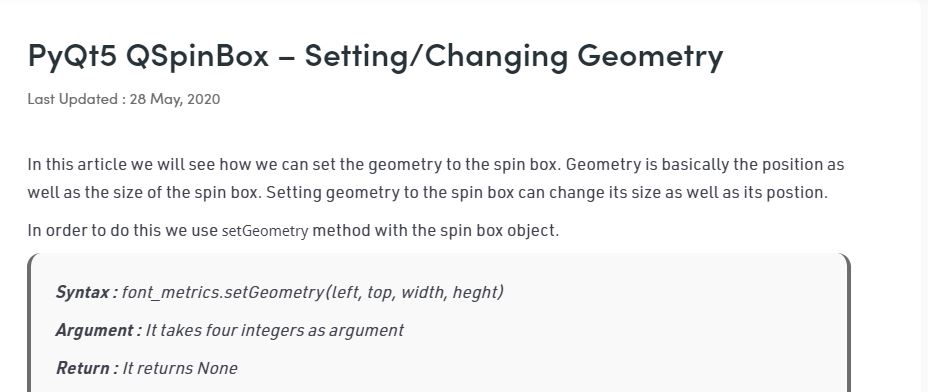 PyQt5 QSpinBox – Setting/Changing Geometry
Last Updated : 28 May, 2020
In this article we will see how we can set the geometry to the spin box. Geometry is basically the position as
well as the size of the spin box. Setting geometry to the spin box can change its size as well as its postion.
In order to do this we use setGeometry method with the spin box object.
Syntax : font_metrics.setGeometry(left, top, width, heght)
Argument : It takes four integers as argument
Return : It returns None